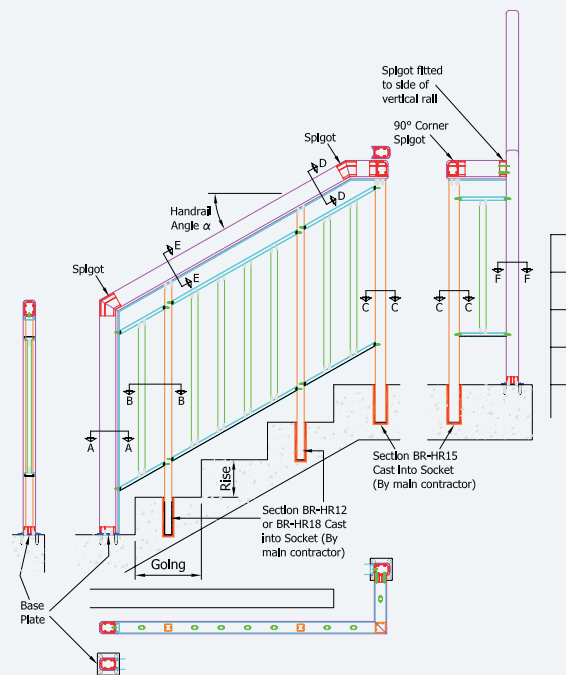 Spigot fitted
to side of
vertical rail
90° Corner
Spigot
Spigot
D
D
Handrail
Angle α
E
E
Spigot
C
C
C
C
F
F
B
B
A
A
Rise
Going
Section BR-HR15
Cast into Socket
(By main contractor)
Section BR-HR12
or BR-HR18 Cast
into Socket (By
main contractor)
Base
Plate